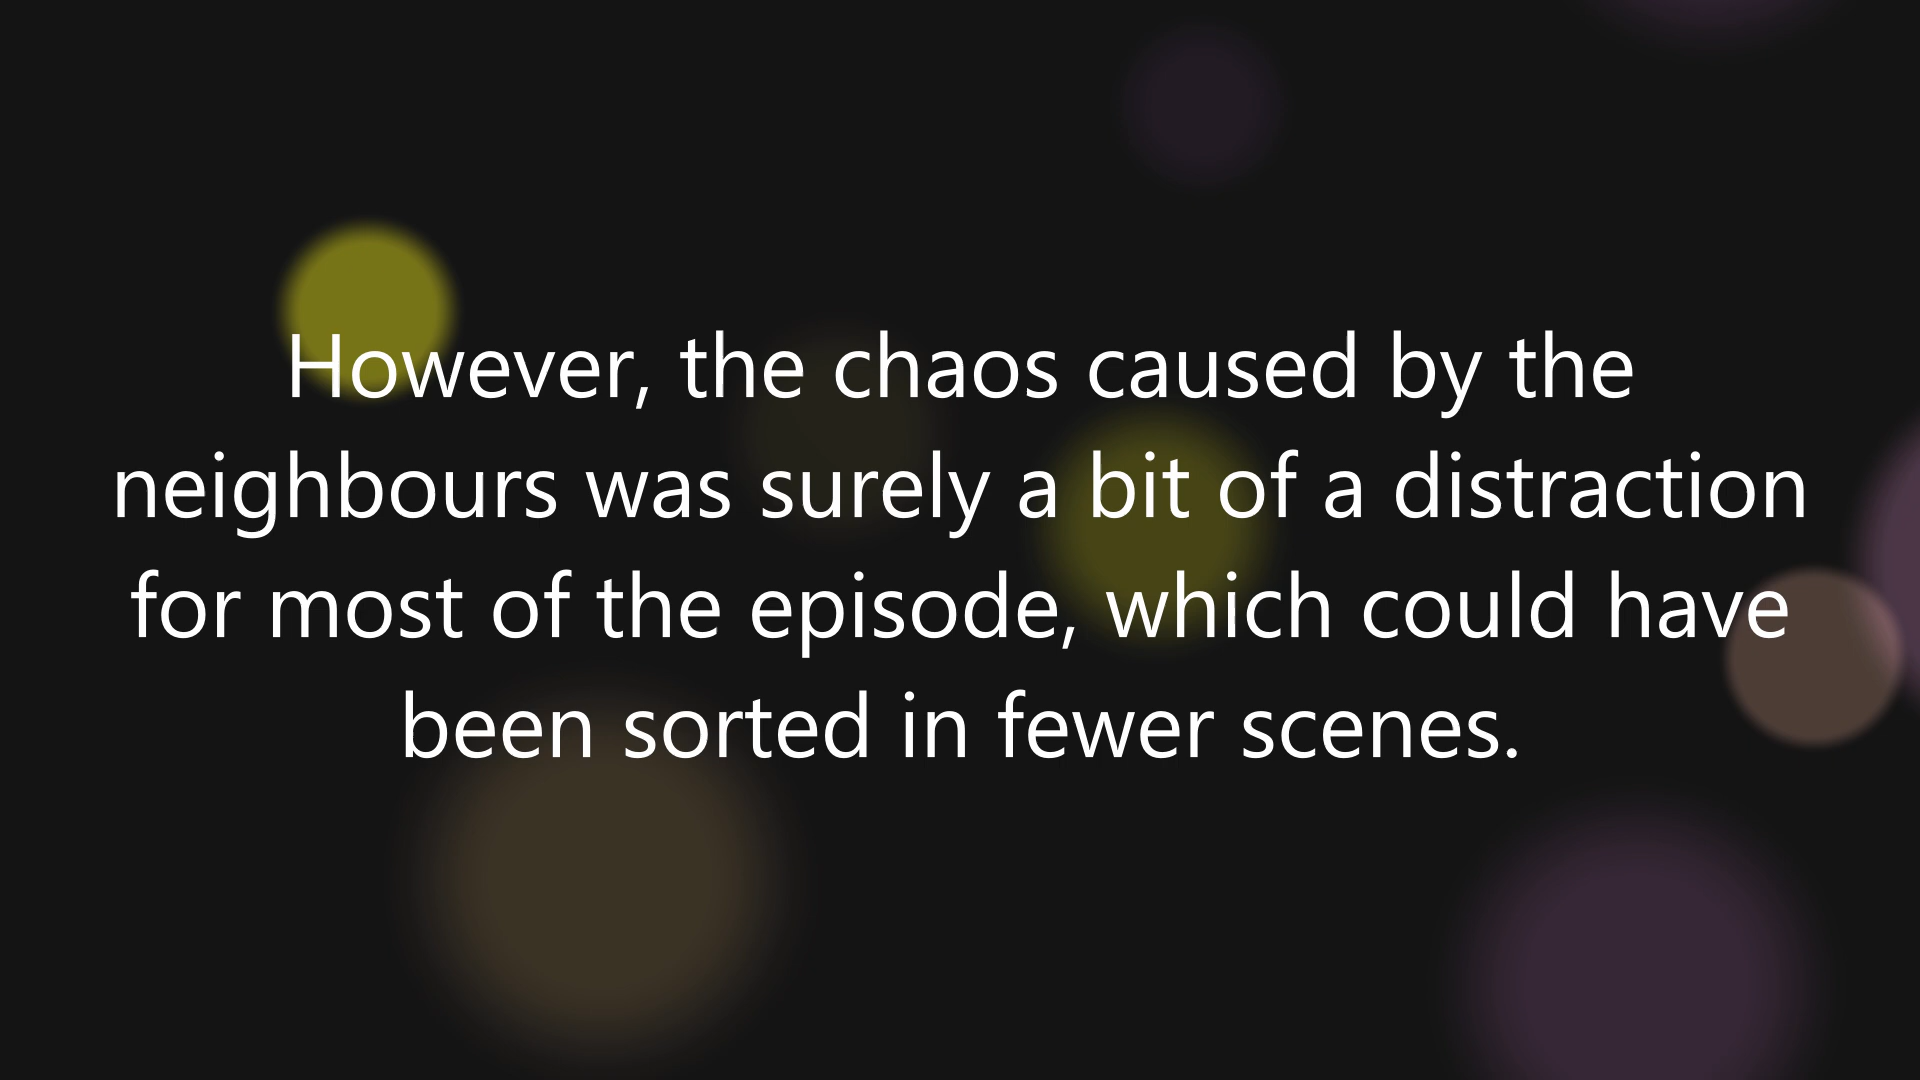 However, the chaos caused by the
neighbours was surely a bit of a distraction
for most of the episode, which could have
been sorted in fewer scenes.